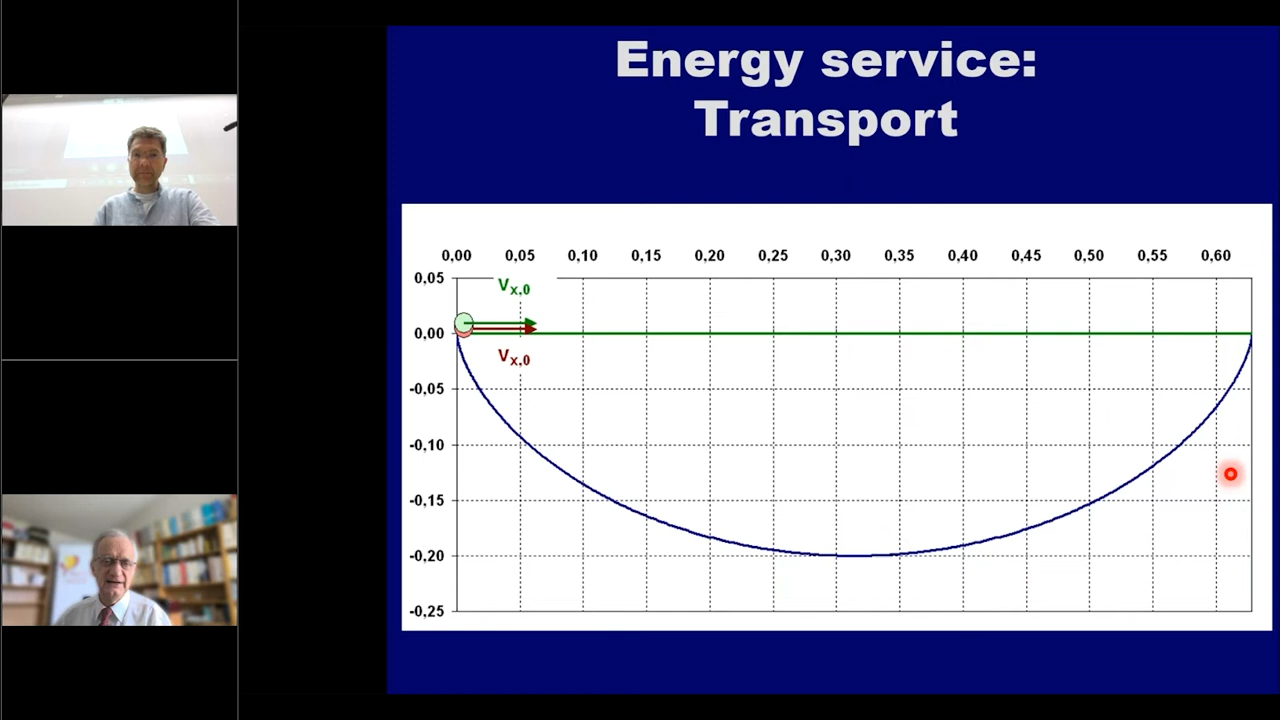 Energy service:
Transport
0,00 0,05 0,10 0,15 0,20 0,25 0,30 0,35 0,40 0,45 0,50 0,55 0,60
0,05
Vx,0
0,00
Vx,0
-0,05
-0,10
-0,15
-0,20
-0,25